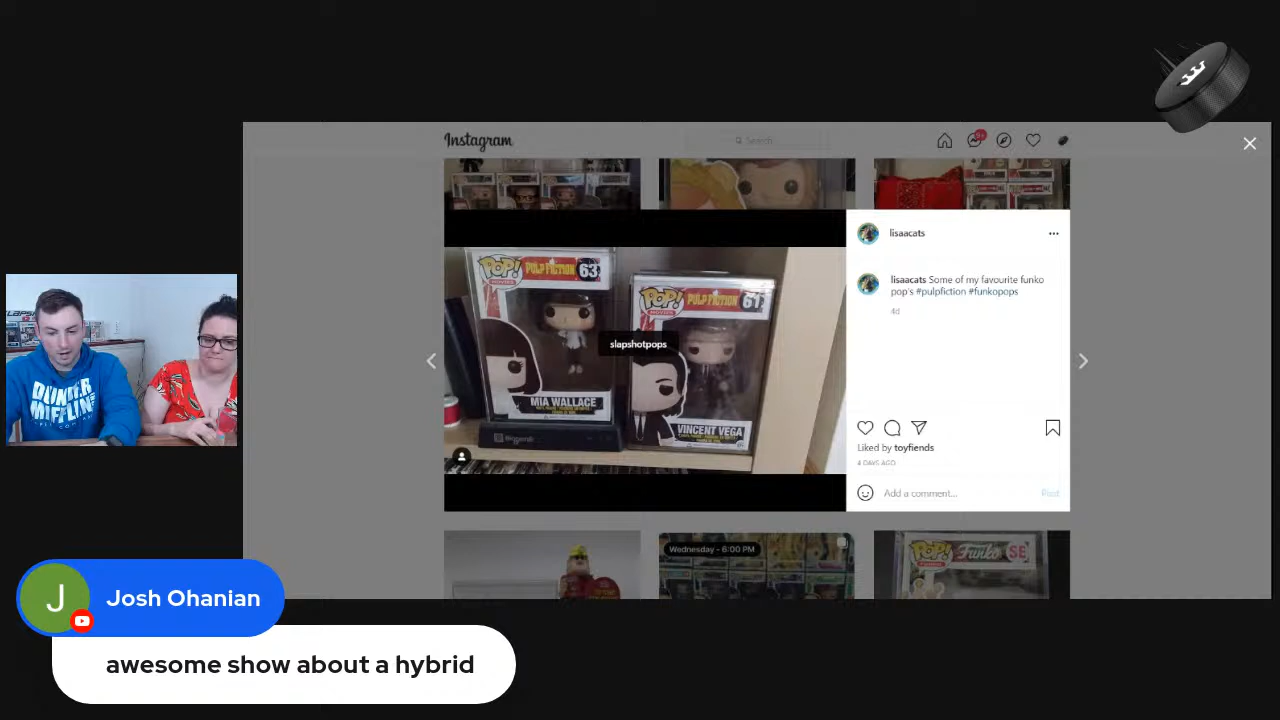 Instagram
Search
9+
POP!
PULP FICTION
63
MIA WALLACE
POP!
PULP FICTION
61
VINCENT VEGA
slapshotpops
lisaacats
lisaacats Some of my favourite funko
pop's #pulpfiction #funkopops
4d
Liked by toyfiends
4 DAYS AGO
Add a comment...
Post
DUNDER
MIFFLIN
Wednesday - 6:00 PM
POP!
Funko
SE
J
Josh Ohanian
awesome show about a hybrid